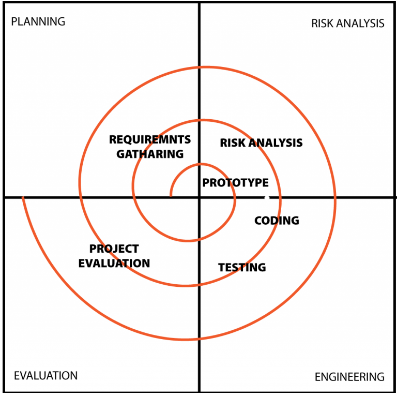 PLANNING
RISK ANALYSIS
REQUIREMNTS
GATHARING
RISK ANALYSIS
PROTOTYPE
CODING
PROJECT
EVALUATION
TESTING
EVALUATION
ENGINEERING